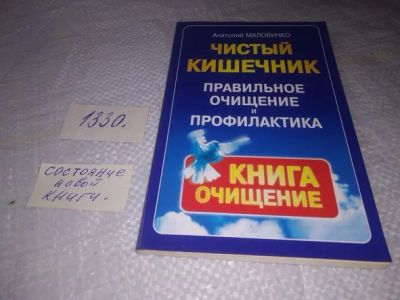 Анатолий МАЛОВИЧКО
ЧИСТЫЙ
КИШЕЧНИК
ПРАВИЛЬНОЕ
ОЧИЩЕНИЕ
и
ПРОФИЛАКТИКА
КНИГА
ОЧИЩЕНИЕ
1330.
СОСТОЯНИЕ
НОВОЙ
КНИГИ.